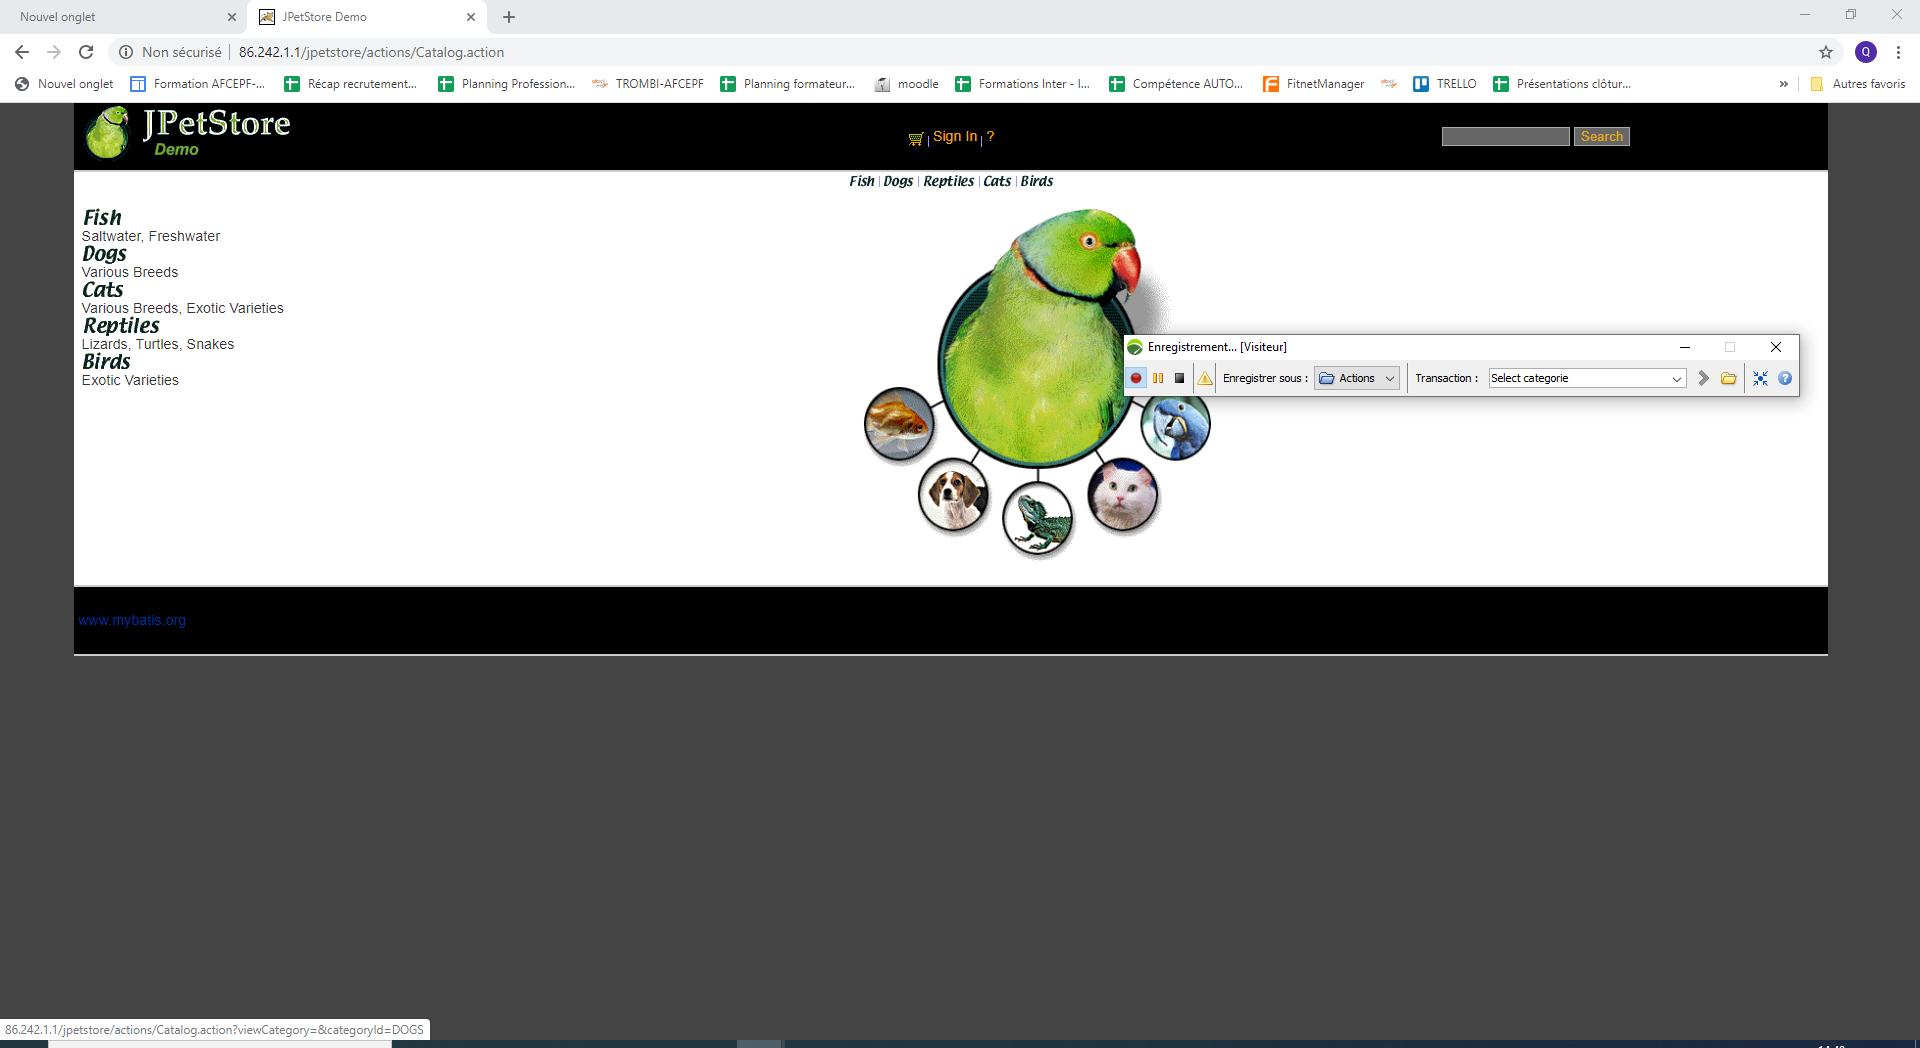 Nouvel onglet
JPetStore Demo
Non sécurisé | 86.242.1.1/jpetstore/actions/Catalog.action
Q
Nouvel onglet
Formation AFCEPF-...
Récap recrutement...
Planning Profession...
TROMBI-AFCEPF
Planning formateur...
moodle
Formations Inter - I...
Compétence AUTO...
FitnetManager
TRELLO
Présentations clôtur...
»
Autres favoris
JPetStore
Demo
| Sign In | ?
Search
Fish | Dogs | Reptiles | Cats | Birds
Fish
Saltwater, Freshwater
Dogs
Various Breeds
Cats
Various Breeds, Exotic Varieties
Reptiles
Lizards, Turtles, Snakes
Birds
Exotic Varieties
Enregistrement... [Visiteur]
Enregistrer sous :
Actions
Transaction :
Select categorie
?
www.mybatis.org
86.242.1.1/jpetstore/actions/Catalog.action?viewCategory=&categoryId=DOGS